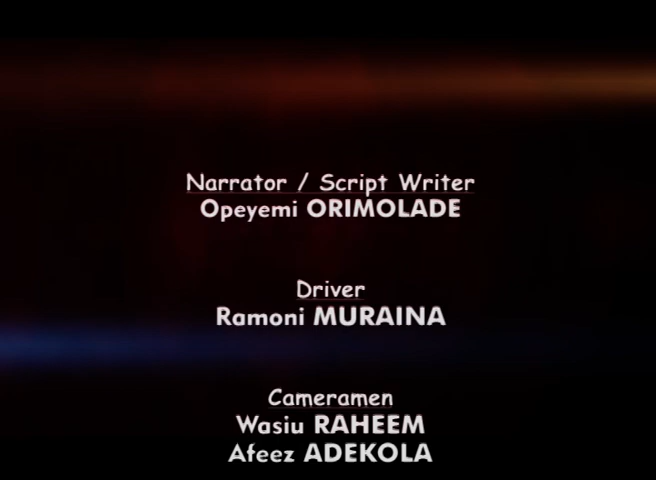 Narrator / Script Writer
Opeyemi ORIMOLADE
Driver
Ramoni MURAINA
Cameramen
Wasiu RAHEEM
Afeez ADEKOLA